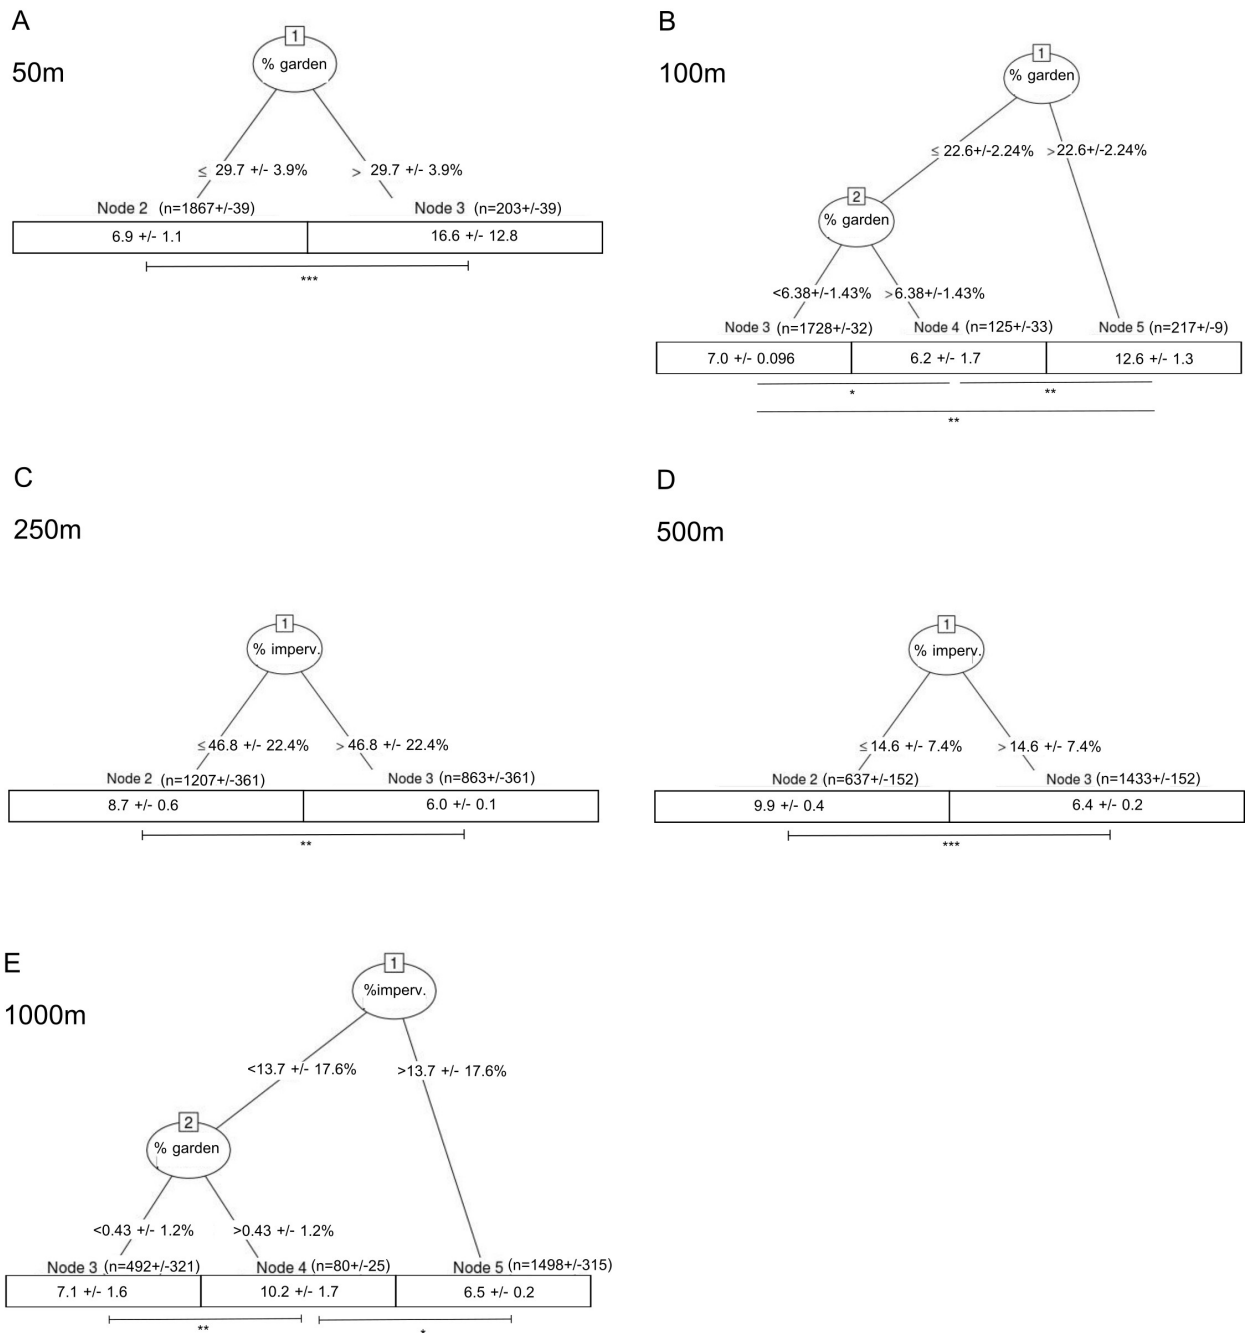 A
50m
1
% garden
≤ 29.7 +/- 3.9%
> 29.7 +/- 3.9%
Node 2 (n=1867+/-39)
Node 3 (n=203+/-39)
6.9 +/- 1.1
16.6 +/- 12.8
***
B
100m
1
% garden
≤ 22.6+/-2.24%
>22.6+/-2.24%
2
% garden
<6.38+/-1.43%
>6.38+/-1.43%
Node 3 (n=1728+/-32)
Node 4 (n=125+/-33)
Node 5 (n=217+/-9)
7.0 +/- 0.096
6.2 +/- 1.7
12.6 +/- 1.3
*
**
**
C
250m
1
% imperv.
≤46.8 +/- 22.4%
>46.8 +/- 22.4%
Node 2 (n=1207+/-361)
Node 3 (n=863+/-361)
8.7 +/- 0.6
6.0 +/- 0.1
**
D
500m
1
% imperv.
≤14.6 +/- 7.4%
>14.6 +/- 7.4%
Node 2 (n=637+/-152)
Node 3 (n=1433+/-152)
9.9 +/- 0.4
6.4 +/- 0.2
***
E
1000m
1
%imperv.
<13.7 +/- 17.6%
>13.7 +/- 17.6%
2
% garden
<0.43 +/- 1.2%
>0.43 +/- 1.2%
Node 3 (n=492+/-321)
Node 4 (n=80+/-25)
Node 5 (n=1498+/-315)
7.1 +/- 1.6
10.2 +/- 1.7
6.5 +/- 0.2
**
*